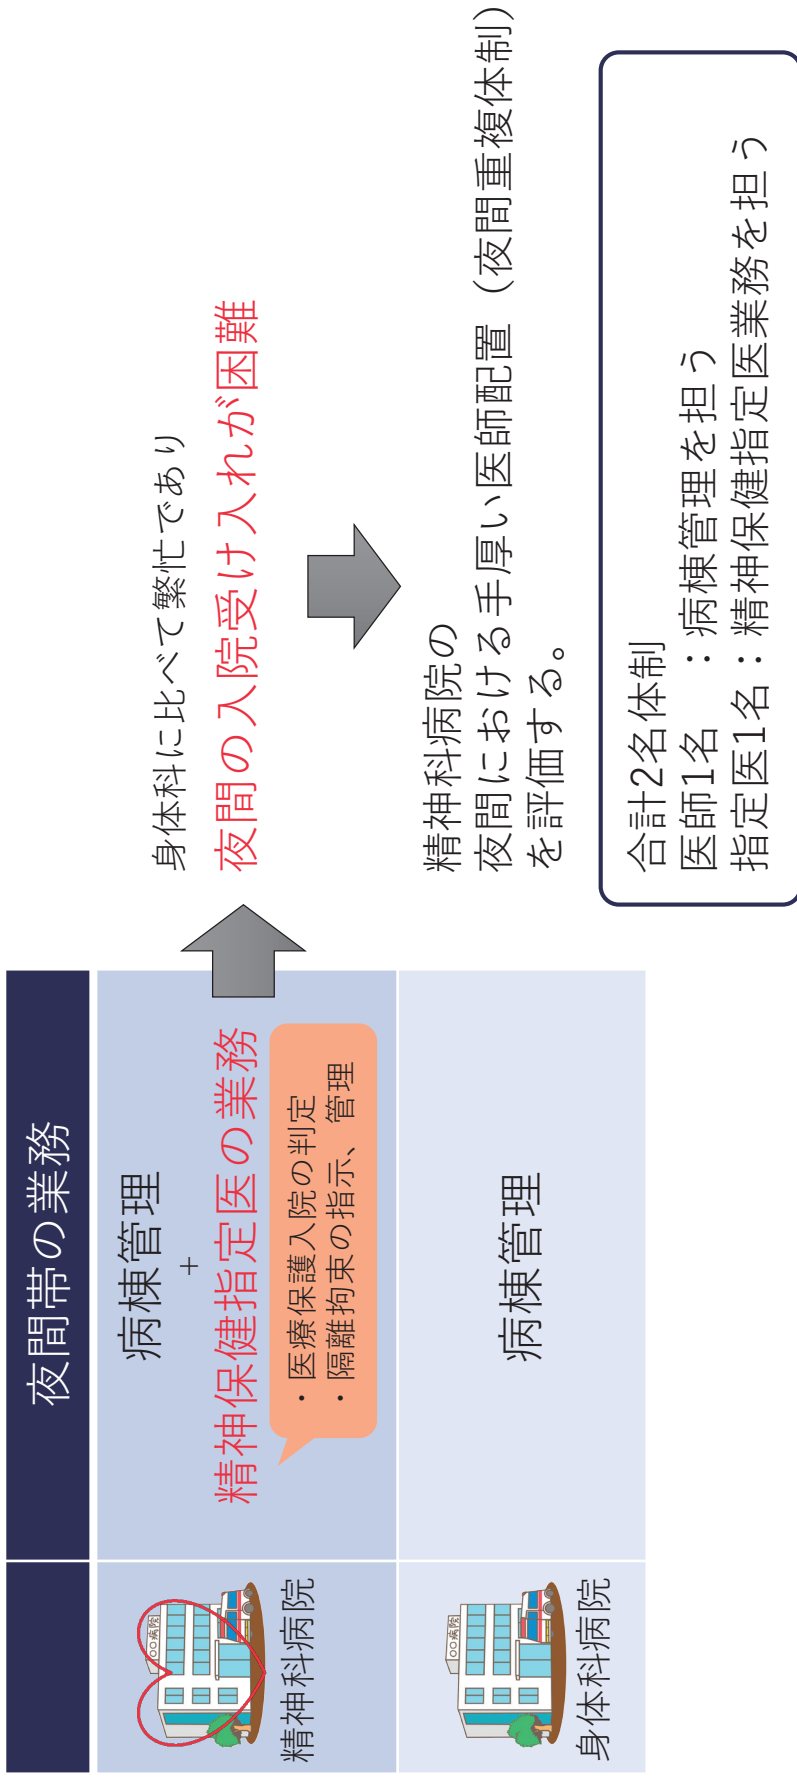 夜間帯の業務
○○病院
精神科病院
病棟管理
+
精神保健指定医の業務
・医療保護入院の判定
・隔離拘束の指示、管理
○○病院
身体科病院
病棟管理
身体科に比べて繁忙であり
夜間の入院受け入れが困難
精神科病院の
夜間における手厚い医師配置（夜間重複体制）
を評価する。
合計2名体制
医師1名　：病棟管理を担う
指定医1名：精神保健指定医業務を担う